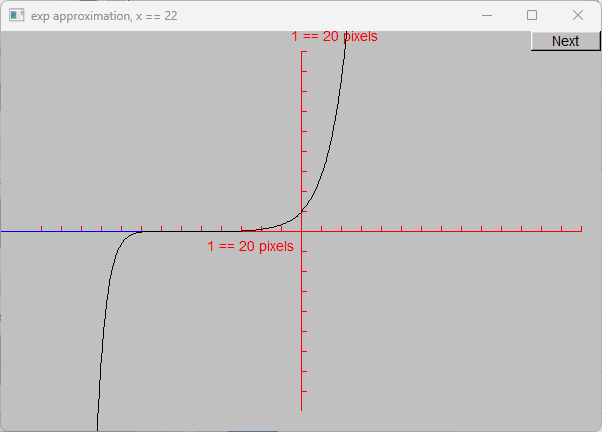 exp approximation, x == 22
1 == 20 pixels
Next
1 == 20 pixels